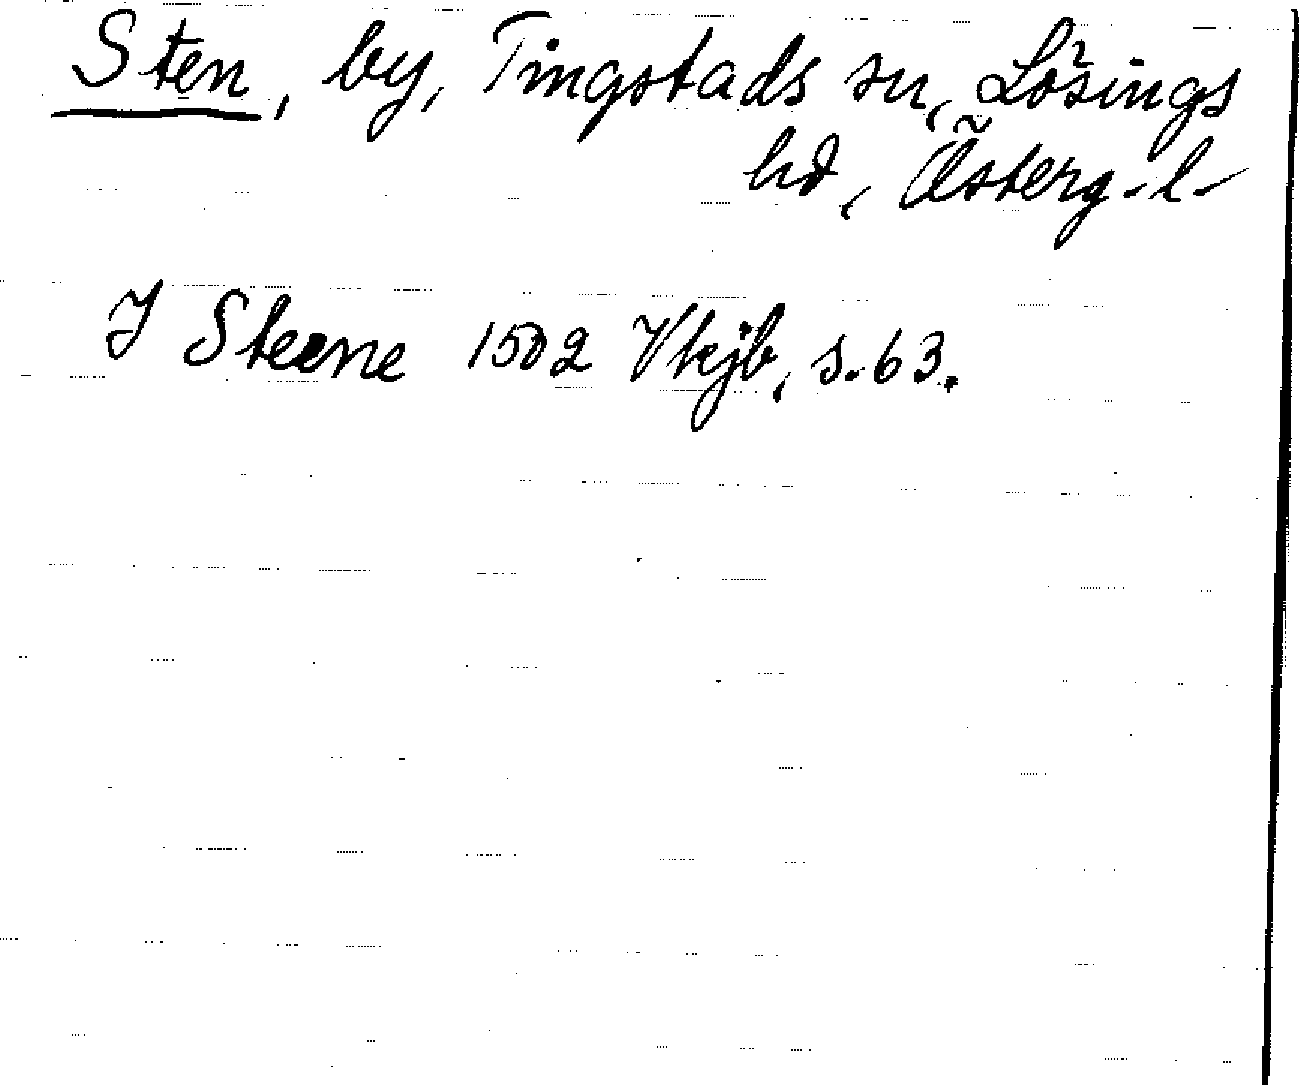 Sten, by, Tingstads sn, Lösings
hd, Österg.l.
I Steene 1502 Vkjb, s. 63.